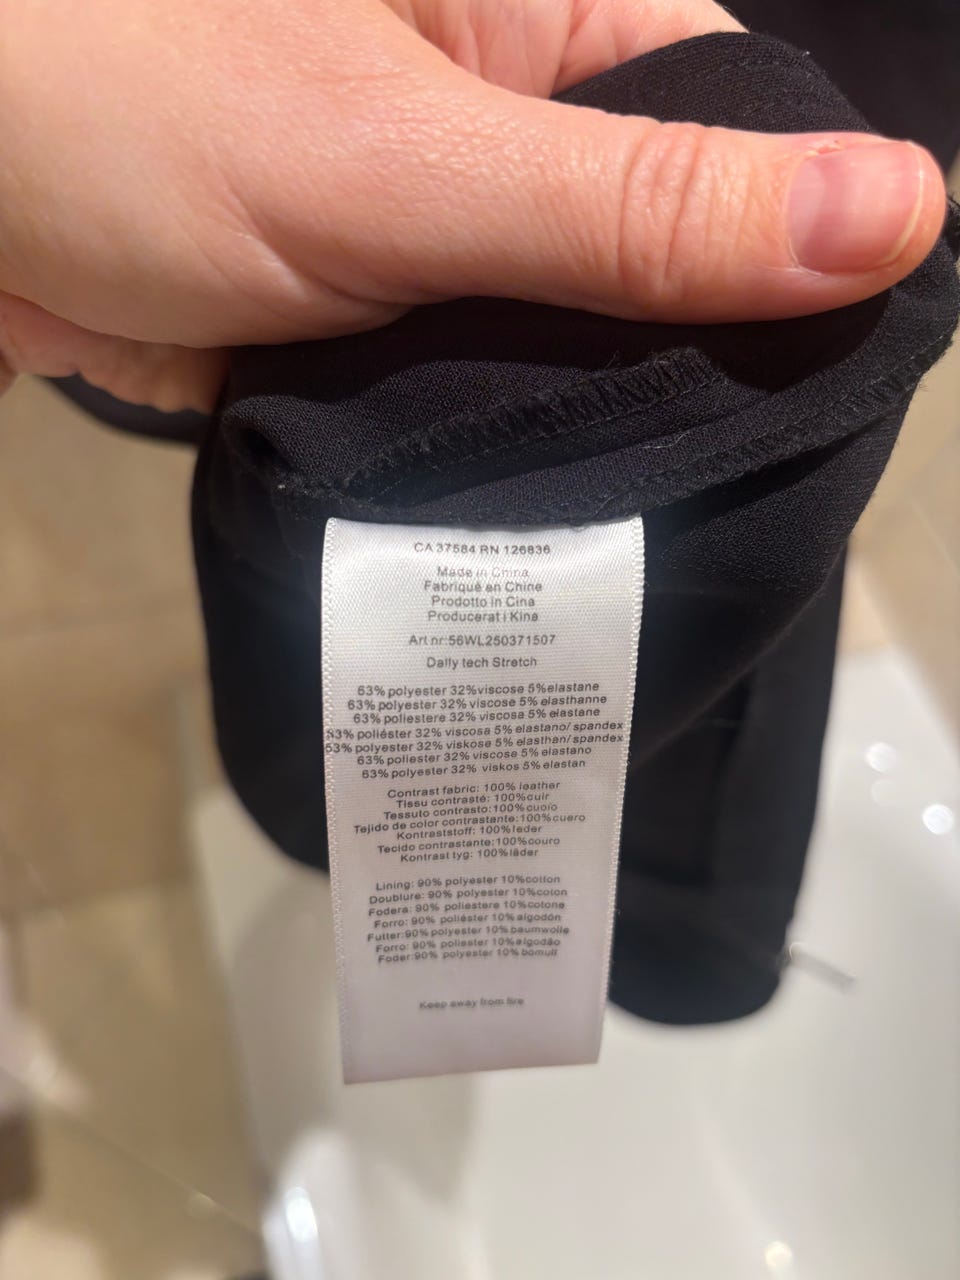 CA 37584 RN 126836
Made in China
Fabriqué en Chine
Prodotto in Cina
Producerat i Kina
Art nr:56WL250371507
Daily tech Stretch
63% polyester 32%viscose 5%elastane
63% polyester 32% viscose 5% elasthanne
63% poliestere 32% viscosa 5% elastane
63% poliéster 32% viscosa 5% elastano/ spandex
63% polyester 32% viskose 5% elasthan/ spandex
63% poliester 32% viscose 5% elastano
63% polyester 32% viskos 5% elastan
Contrast fabric: 100% leather
Tissu contrasté: 100%cuir
Tessuto contrasto:100%cuoio
Tejido de color contrastante:100%cuero
Kontraststoff: 100%leder
Tecido contrastante:100%couro
Kontrast tyg: 100%läder
Lining: 90% polyester 10%cotton
Doublure: 90% polyester 10%coton
Fodera: 90% poliestere 10%cotone
Forro: 90% poliéster 10%algodón
Futter:90%polyester 10%baumwolle
Forro: 90% poliester 10%algodão
Foder:90% polyester 10% bomull
Keep away from fire